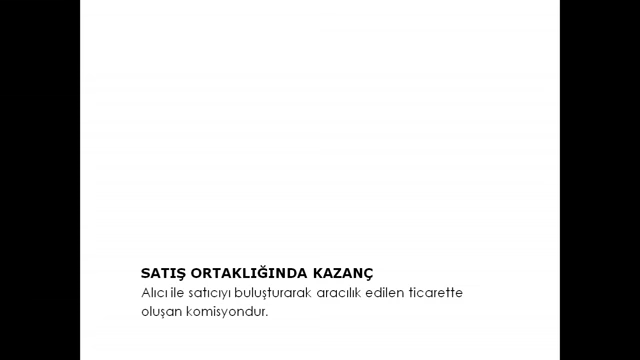 SATIŞ ORTAKLIĞINDA KAZANÇ
Alıcı ile satıcıyı buluşturarak aracılık edilen ticarette
oluşan komisyondur.